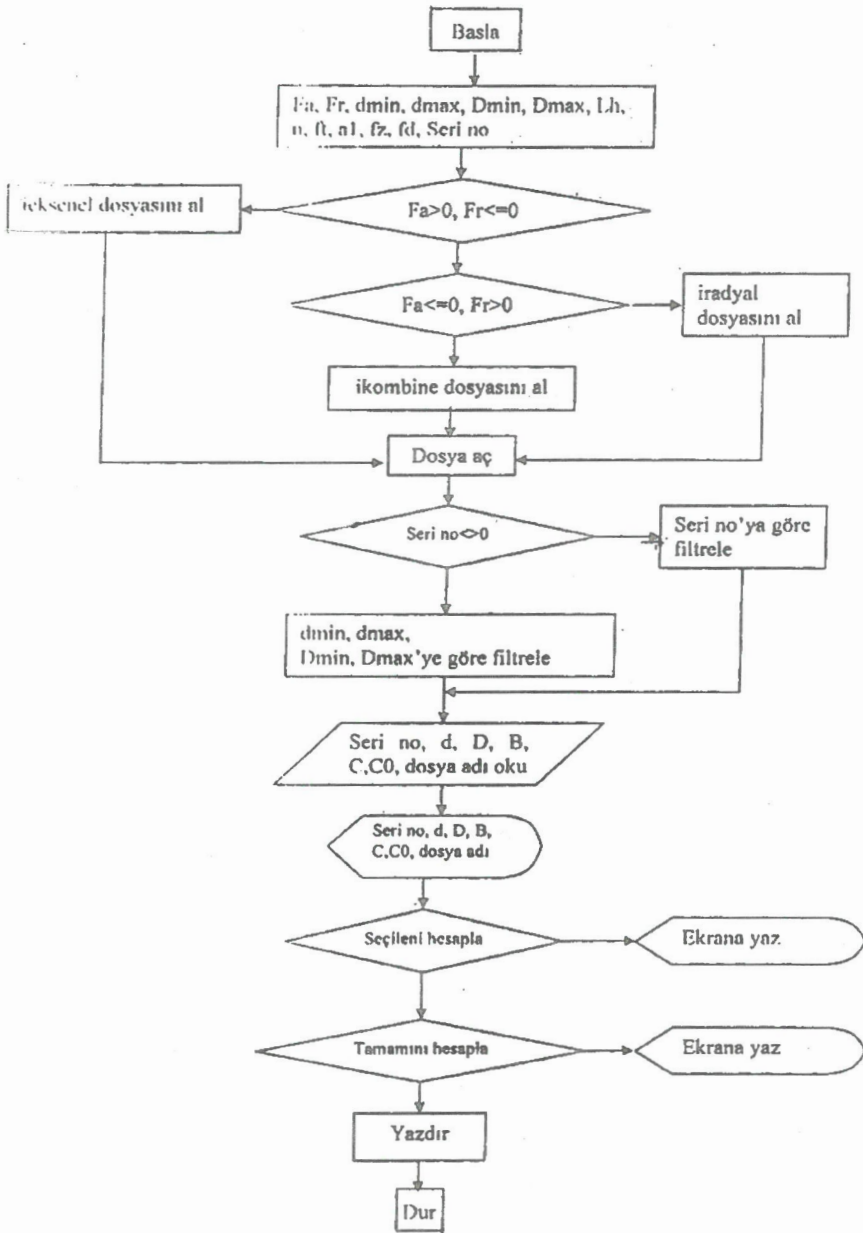 Basla
Fa, Fr, dmin, dmax, Dmin, Dmax, Lh,
n, ft, a1, fz, fd, Seri no
ieksenel dosyasını al
Fa>0, Fr<=0
Fa<=0, Fr>0
iradyal
dosyasını al
ikombine dosyasını al
Dosya aç
Seri no<>0
Seri no'ya göre
filtrele
dmin, dmax,
Dmin, Dmax'ye göre filtrele
Seri no, d, D, B,
C,C0, dosya adı oku
Seri no, d, D, B,
C,C0, dosya adı
Seçileni hesapla
Ekrana yaz
Tamamını hesapla
Ekrana yaz
Yazdır
Dur